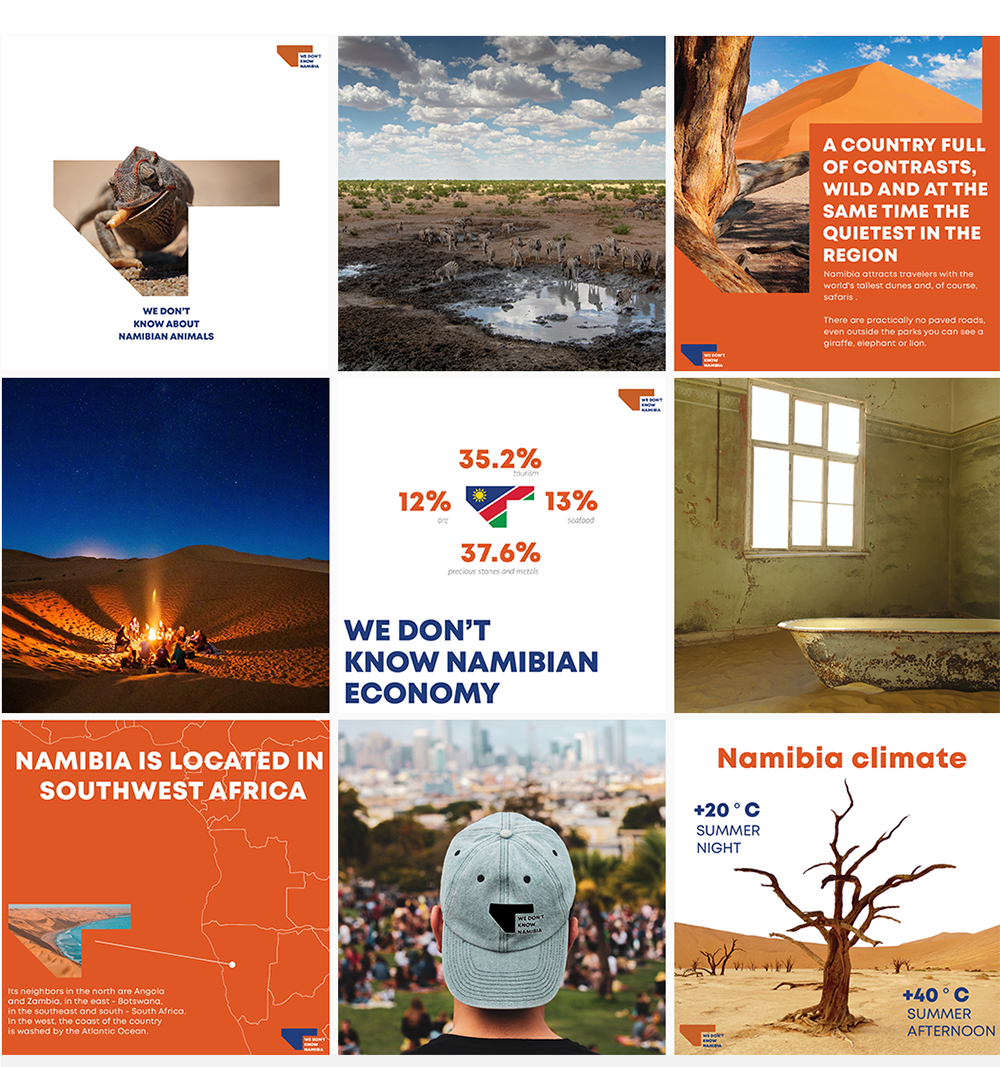 WE DON'T
KNOW
NAMIBIA
WE DON'T
KNOW ABOUT
NAMIBIAN ANIMALS
A COUNTRY FULL
OF CONTRASTS,
WILD AND AT THE
SAME TIME THE
QUIETEST IN THE
REGION
Namibia attracts travelers with the
world's tallest dunes and, of course,
safaris .
There are practically no paved roads,
even outside the parks you can see a
giraffe, elephant or lion.
WE DON'T
KNOW
NAMIBIA
WE DON'T
KNOW
NAMIBIA
35.2%
tourism
12%
ore
13%
seafood
37.6%
precious stones and metals
WE DON'T
KNOW NAMIBIAN
ECONOMY
NAMIBIA IS LOCATED IN
SOUTHWEST AFRICA
Its neighbors in the north are Angola
and Zambia, in the east - Botswana,
in the southeast and south - South Africa.
In the west, the coast of the country
is washed by the Atlantic Ocean.
WE DON'T
KNOW
NAMIBIA
WE DON'T
KNOW
NAMIBIA
Namibia climate
+20 ° C
SUMMER
NIGHT
+40 ° C
SUMMER
AFTERNOON
WE DON'T
KNOW
NAMIBIA